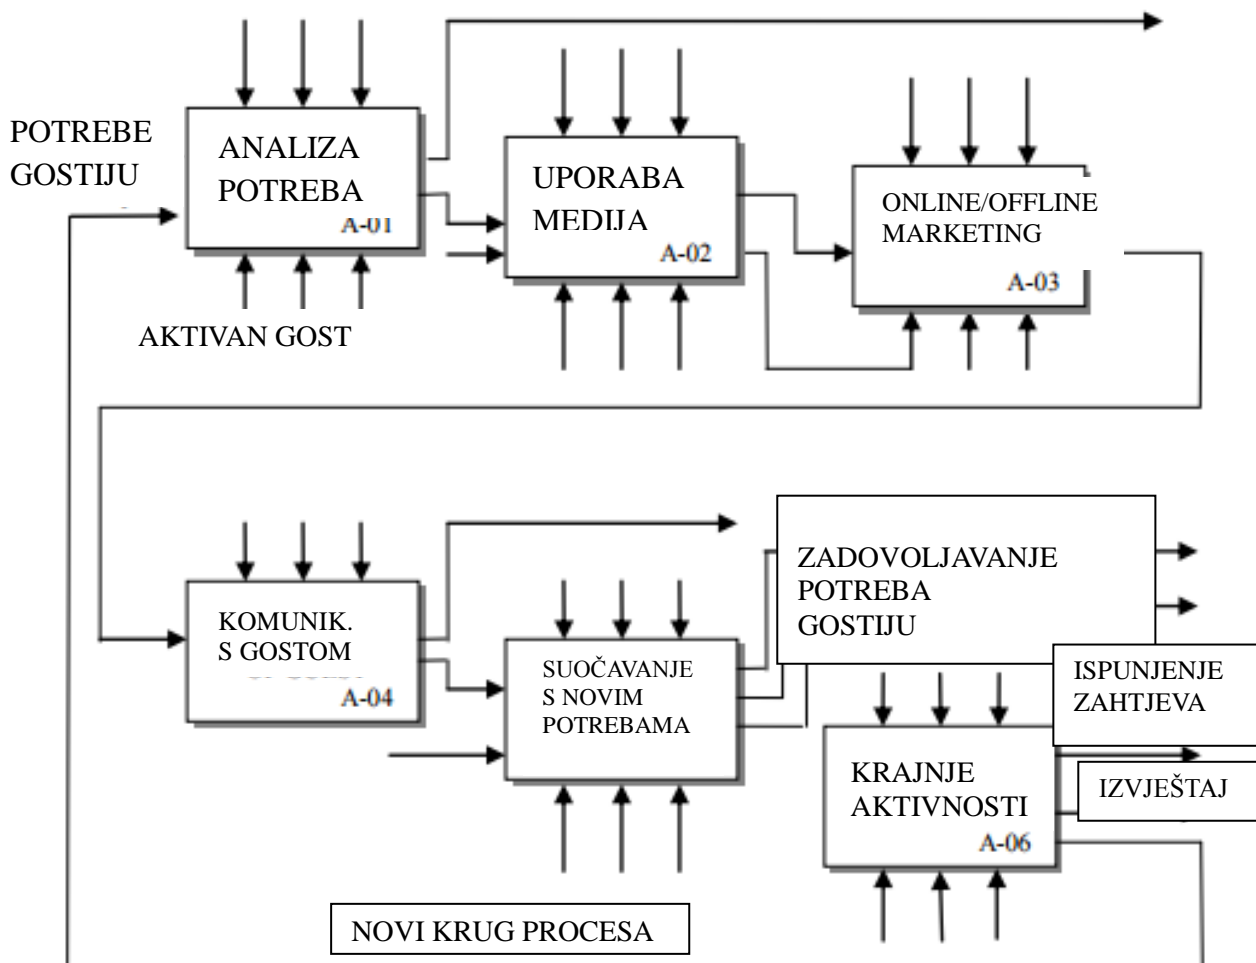 POTREBE
GOSTIJU
ANALIZA
POTREBA
A-01
UPORABA
MEDIJA
A-02
ONLINE/OFFLINE
MARKETING
A-03
AKTIVAN GOST
KOMUNIK.
S GOSTOM
A-04
SUOČAVANJE
S NOVIM
POTREBAMA
ZADOVOLJAVANJE
POTREBA
GOSTIJU
ISPUNJENJE
ZAHTJEVA
KRAJNJE
AKTIVNOSTI
A-06
IZVJEŠTAJ
NOVI KRUG PROCESA